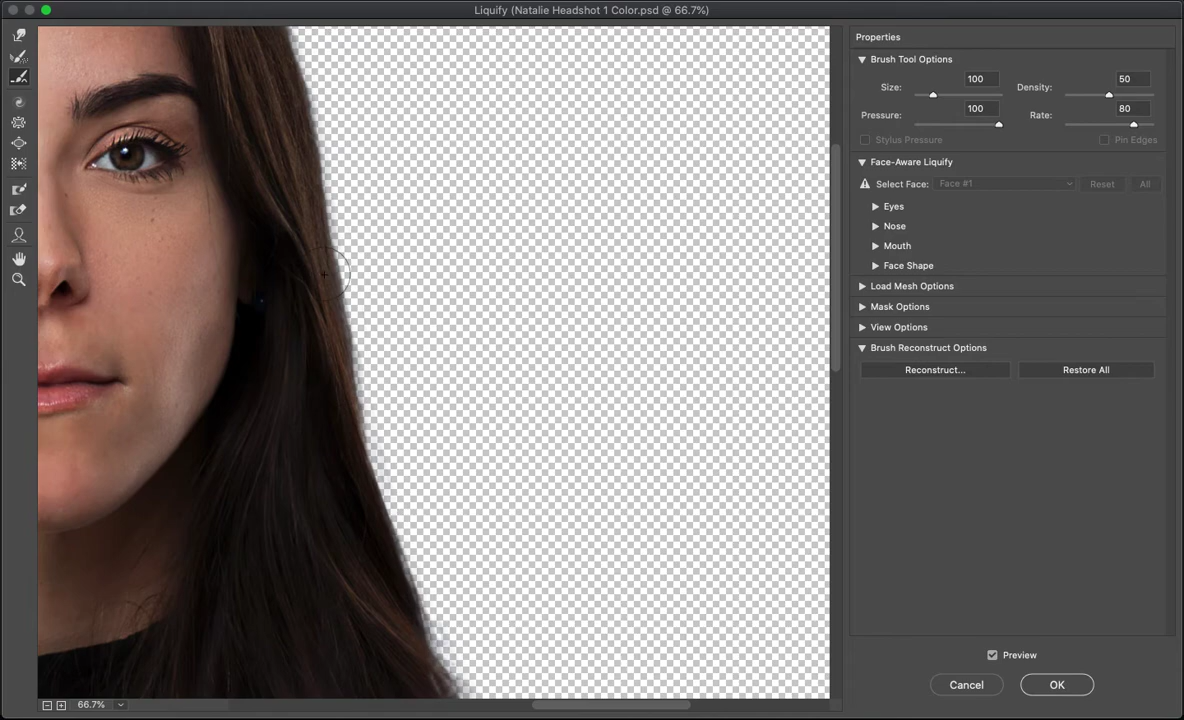 Liquify (Natalie Headshot 1 Color.psd @ 66.7%)
Properties
Brush Tool Options
Size: 100 Density: 50
Pressure: 100 Rate: 80
Stylus Pressure Pin Edges
Face-Aware Liquify
Select Face: Face #1 Reset All
Eyes
Nose
Mouth
Face Shape
Load Mesh Options
Mask Options
View Options
Brush Reconstruct Options
Reconstruct... Restore All
Preview
Cancel OK
66.7%